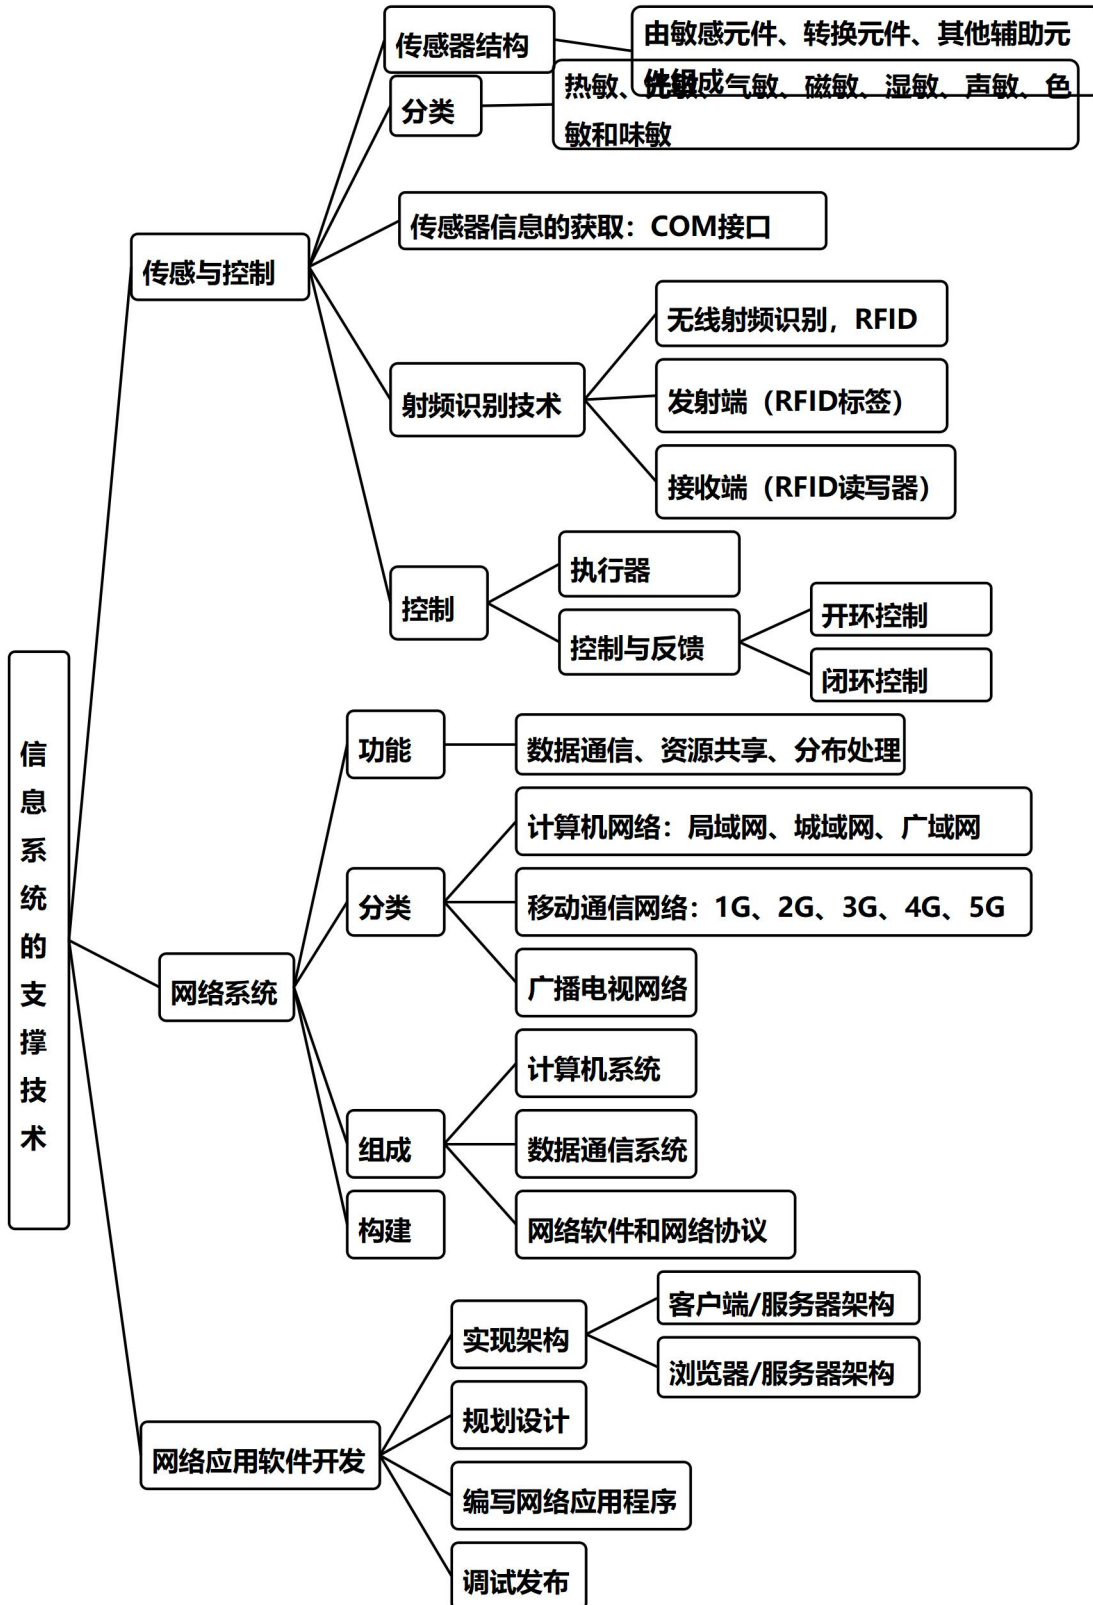 传感器结构
由敏感元件、转换元件、其他辅助元
件组成
分类
热敏、光敏、气敏、磁敏、湿敏、声敏、色
敏和味敏
传感器信息的获取：COM接口
传感与控制
无线射频识别，RFID
射频识别技术
发射端（RFID标签）
接收端（RFID读写器）
执行器
控制
控制与反馈
开环控制
闭环控制
信息系统的支撑技术
功能
数据通信、资源共享、分布处理
计算机网络：局域网、城域网、广域网
分类
移动通信网络：1G、2G、3G、4G、5G
广播电视网络
网络系统
计算机系统
组成
数据通信系统
网络软件和网络协议
构建
实现架构
客户端/服务器架构
浏览器/服务器架构
规划设计
网络应用软件开发
编写网络应用程序
调试发布